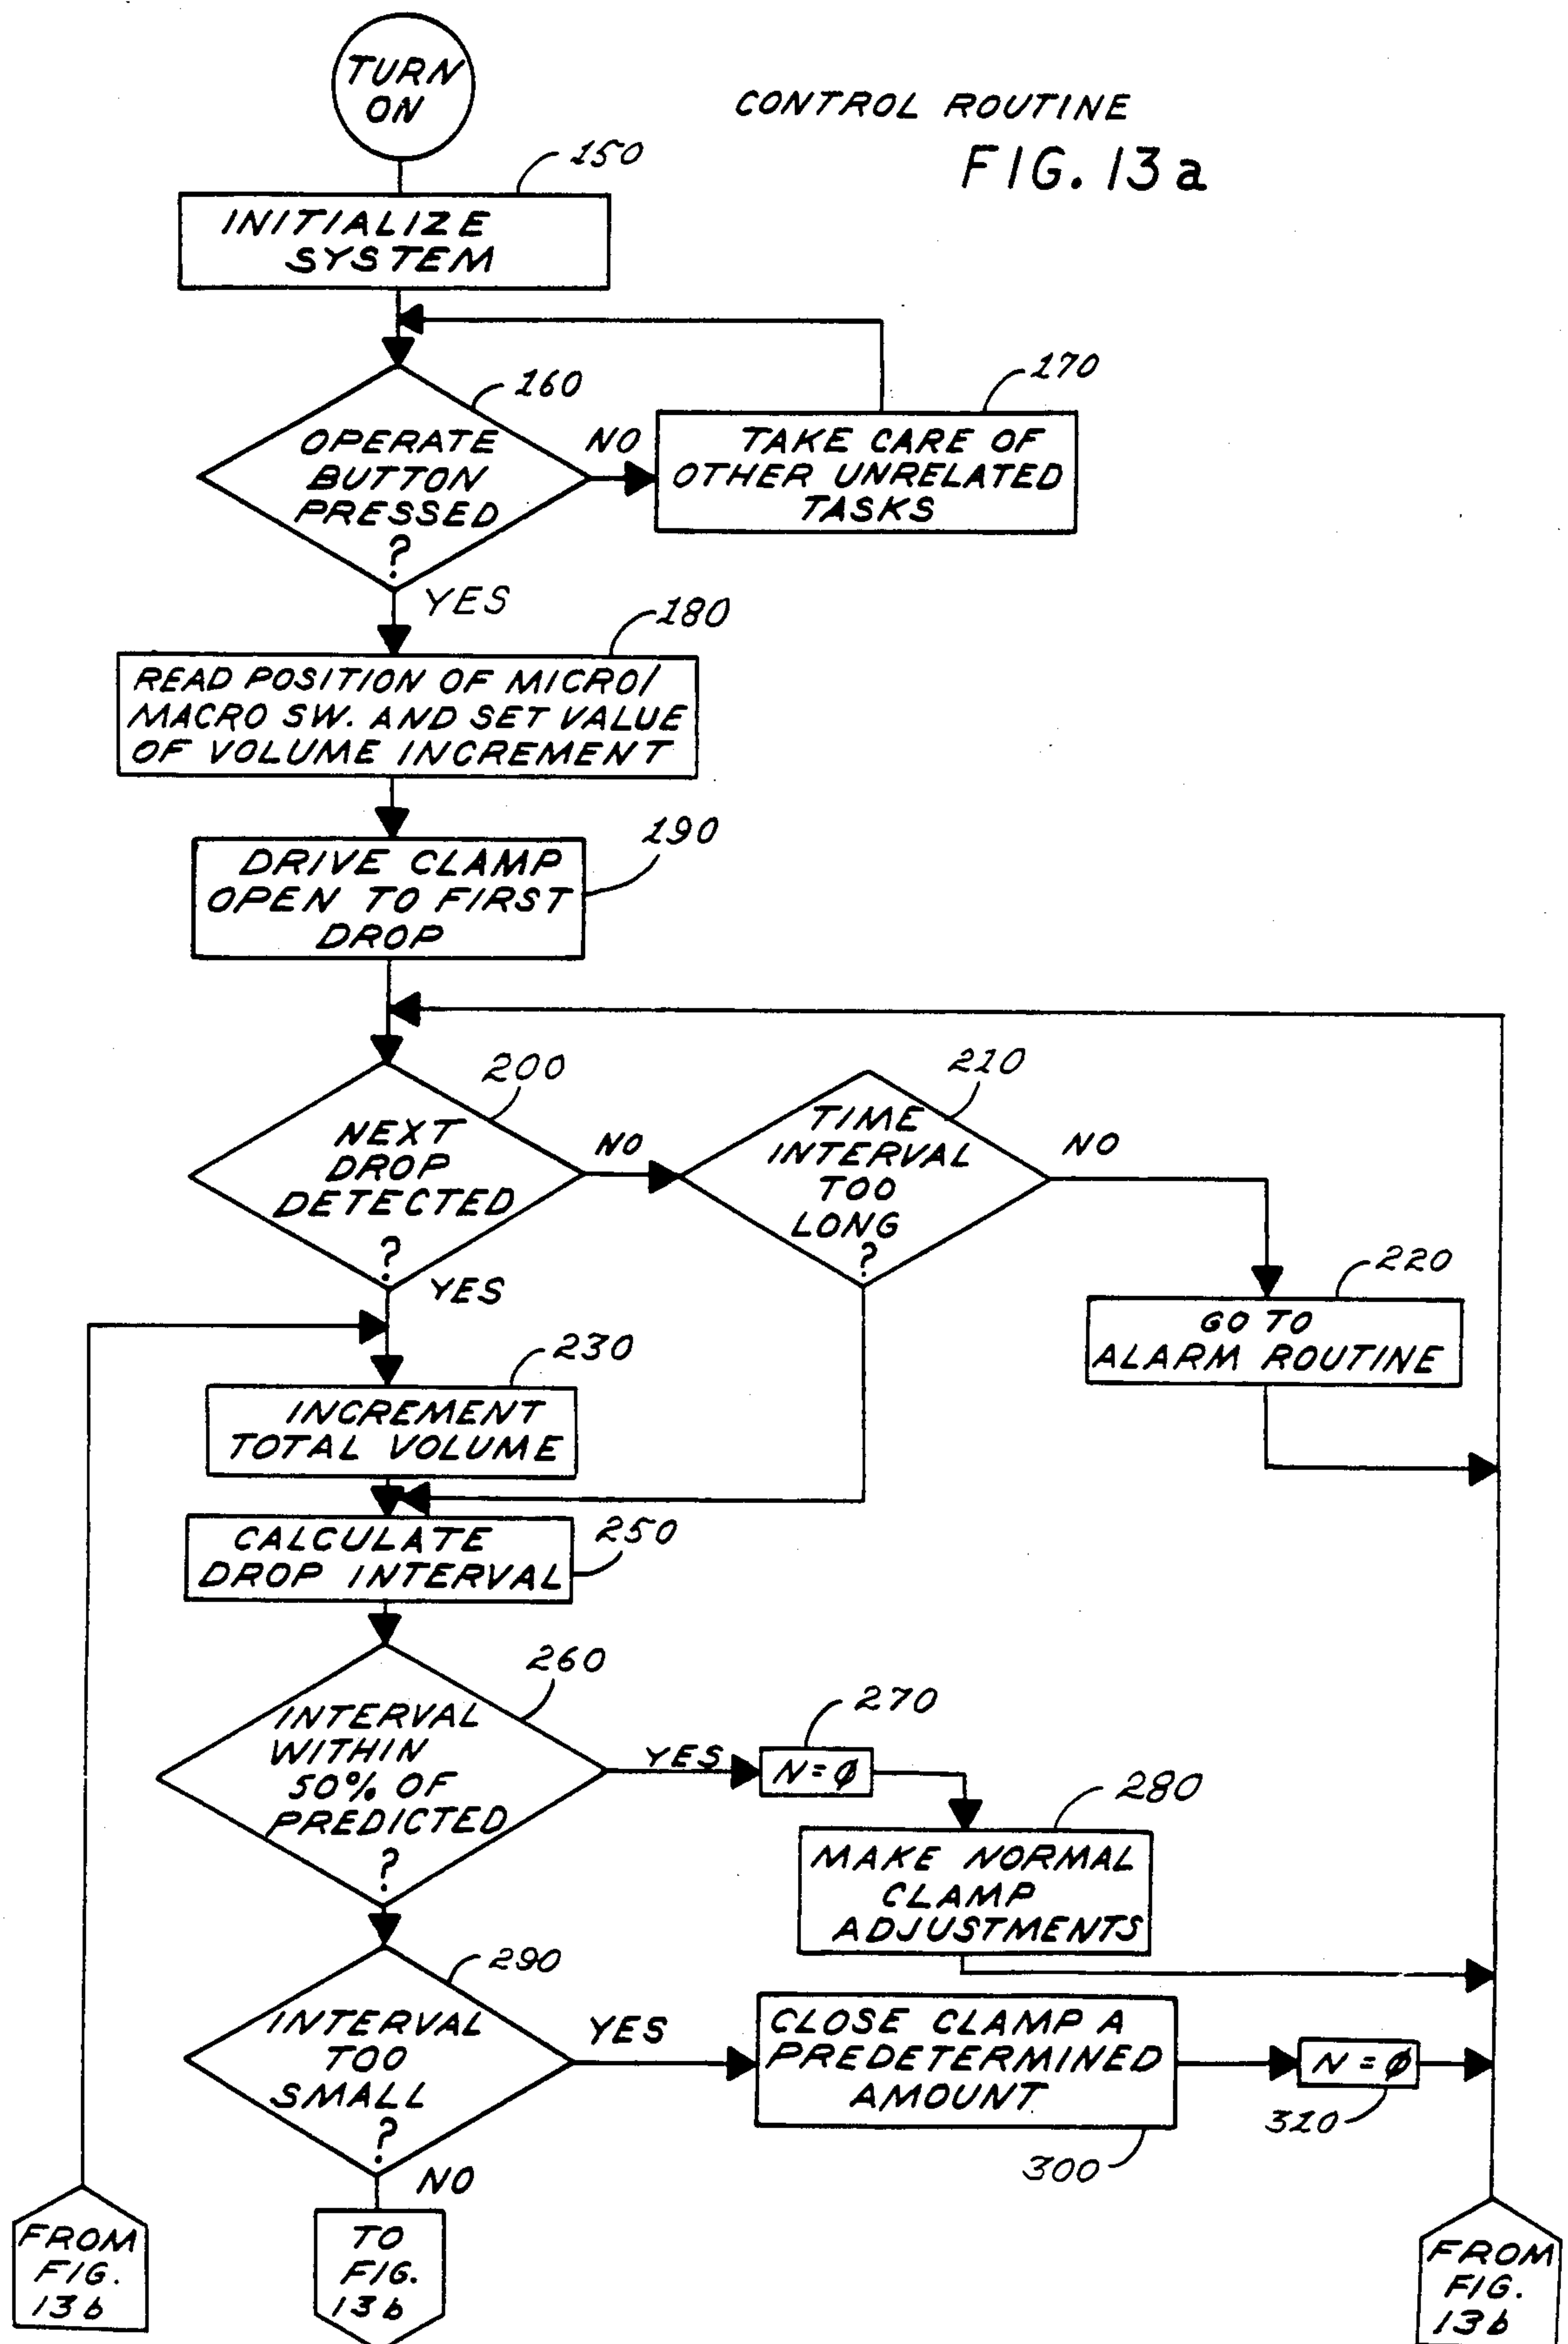 TURN
ON
CONTROL ROUTINE
FIG. 13a
150
INITIALIZE
SYSTEM
160
OPERATE
BUTTON
PRESSED
?
NO
170
TAKE CARE OF
OTHER UNRELATED
TASKS
YES
180
READ POSITION OF MICRO/
MACRO SW. AND SET VALUE
OF VOLUME INCREMENT
190
DRIVE CLAMP
OPEN TO FIRST
DROP
200
NEXT
DROP
DETECTED
?
NO
210
TIME
INTERVAL
TOO
LONG
?
NO
220
GO TO
ALARM ROUTINE
YES
230
INCREMENT
TOTAL VOLUME
250
CALCULATE
DROP INTERVAL
260
INTERVAL
WITHIN
50% OF
PREDICTED
?
YES
270
N=φ
280
MAKE NORMAL
CLAMP
ADJUSTMENTS
290
INTERVAL
TOO
SMALL
?
YES
CLOSE CLAMP A
PREDETERMINED
AMOUNT
300
N=φ
310
NO
FROM
FIG.
13b
TO
FIG.
13b
FROM
FIG.
13b